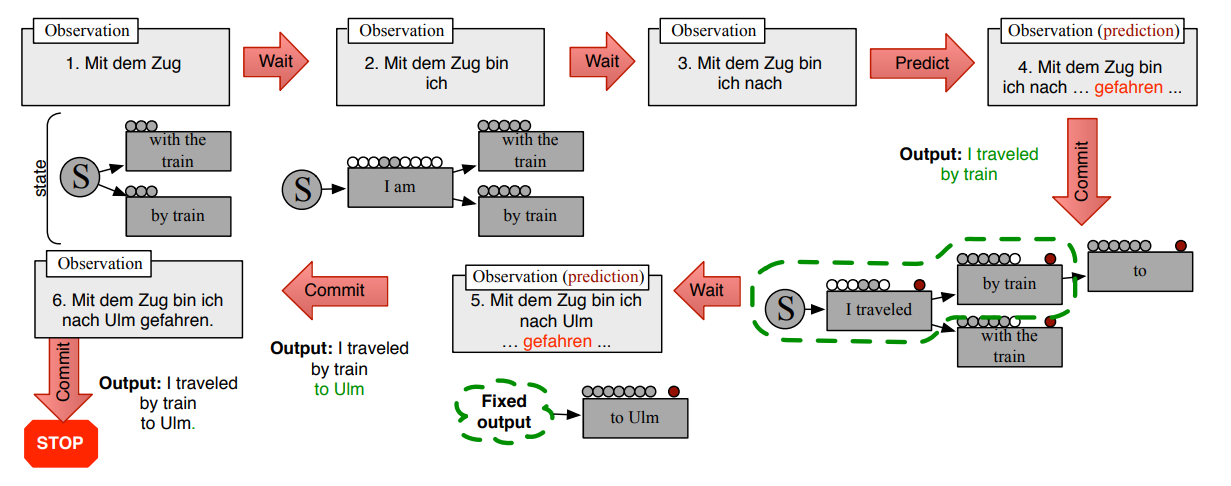 Observation
1. Mit dem Zug
Wait
Observation
2. Mit dem Zug bin
ich
Wait
Observation
3. Mit dem Zug bin
ich nach
Predict
Observation (prediction)
4. Mit dem Zug bin
ich nach ... gefahren ...
state
S
with the
train
by train
S
I am
with the
train
by train
Output: I traveled
by train
Commit
S
I traveled
by train
with the
train
to
Wait
Observation (prediction)
5. Mit dem Zug bin ich
nach Ulm
... gefahren ...
Fixed
output
to Ulm
Commit
Output: I traveled
by train
to Ulm
Observation
6. Mit dem Zug bin ich
nach Ulm gefahren.
Commit
Output: I traveled
by train
to Ulm.
STOP